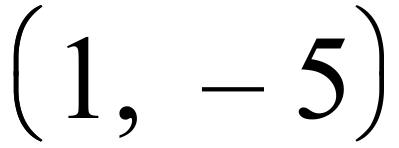 (1, − 5)